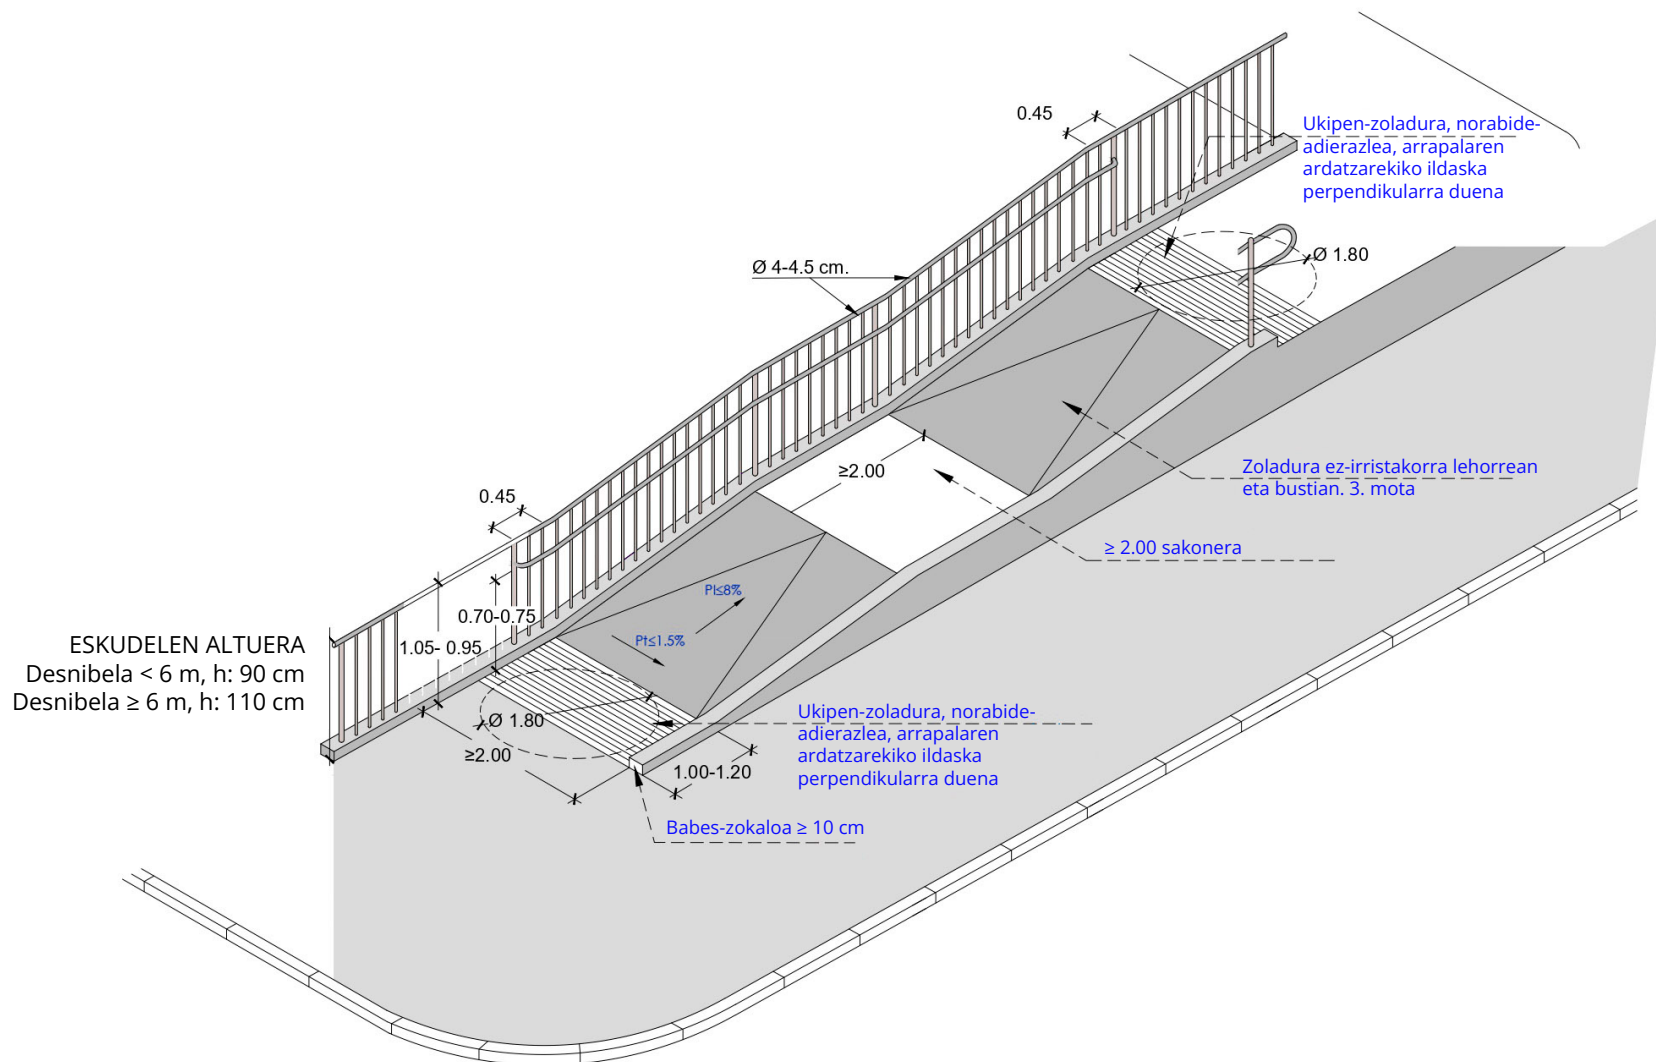 0.45
Ukipen-zoladura, norabide-
adierazlea, arrapalaren
ardatzarekiko ildaska
perpendikularra duena
Ø 1.80
Ø 4-4.5 cm.
≥2.00
Zoladura ez-irristakorra lehorrean
eta bustian. 3. mota
0.45
≥ 2.00 sakonera
Pl≤8%
0.70-0.75
Pt≤1.5%
1.05- 0.95
ESKUDELEN ALTUERA
Desnibela < 6 m, h: 90 cm
Desnibela ≥ 6 m, h: 110 cm
Ø 1.80
≥2.00
1.00-1.20
Ukipen-zoladura, norabide-
adierazlea, arrapalaren
ardatzarekiko ildaska
perpendikularra duena
Babes-zokaloa ≥ 10 cm